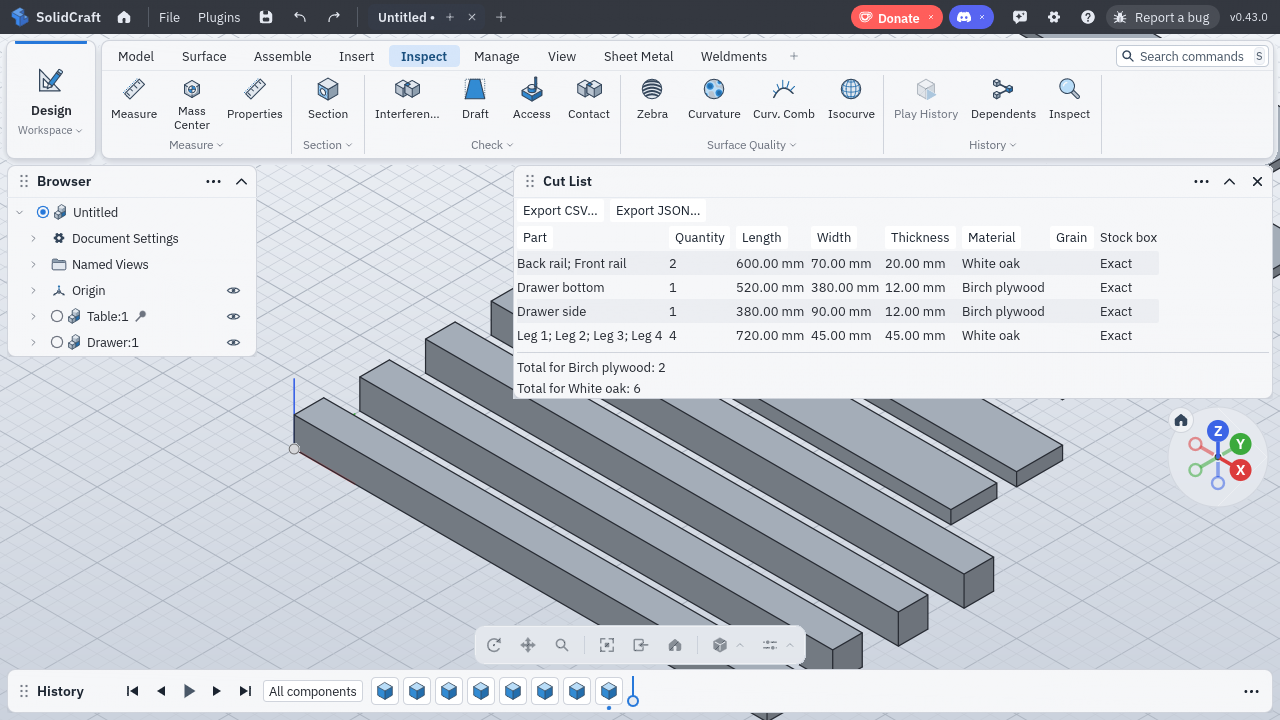 SolidCraft
File
Plugins
Untitled •
Donate
Report a bug
v0.43.0
Design
Workspace
Model
Surface
Assemble
Insert
Inspect
Manage
View
Sheet Metal
Weldments
Search commands
S
Measure
Mass Center
Properties
Section
Interferen...
Draft
Access
Contact
Zebra
Curvature
Curv. Comb
Isocurve
Play History
Dependents
Inspect
Measure
Section
Check
Surface Quality
History
Browser
Untitled
Document Settings
Named Views
Origin
Table:1
Drawer:1
Cut List
Export CSV...
Export JSON...
Part Quantity Length Width Thickness Material Grain Stock box
Back rail; Front rail 2 600.00 mm 70.00 mm 20.00 mm White oak Exact
Drawer bottom 1 520.00 mm 380.00 mm 12.00 mm Birch plywood Exact
Drawer side 1 380.00 mm 90.00 mm 12.00 mm Birch plywood Exact
Leg 1; Leg 2; Leg 3; Leg 4 4 720.00 mm 45.00 mm 45.00 mm White oak Exact
Total for Birch plywood: 2
Total for White oak: 6
Z
Y
X
History
All components